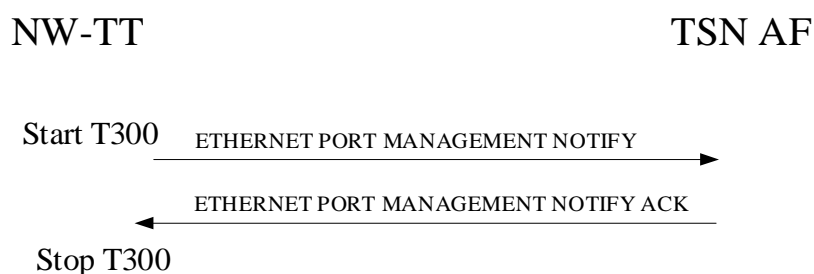 NW-TT TSN AF
Start T300 ETHERNET PORT MANAGEMENT NOTIFY
ETHERNET PORT MANAGEMENT NOTIFY ACK
Stop T300